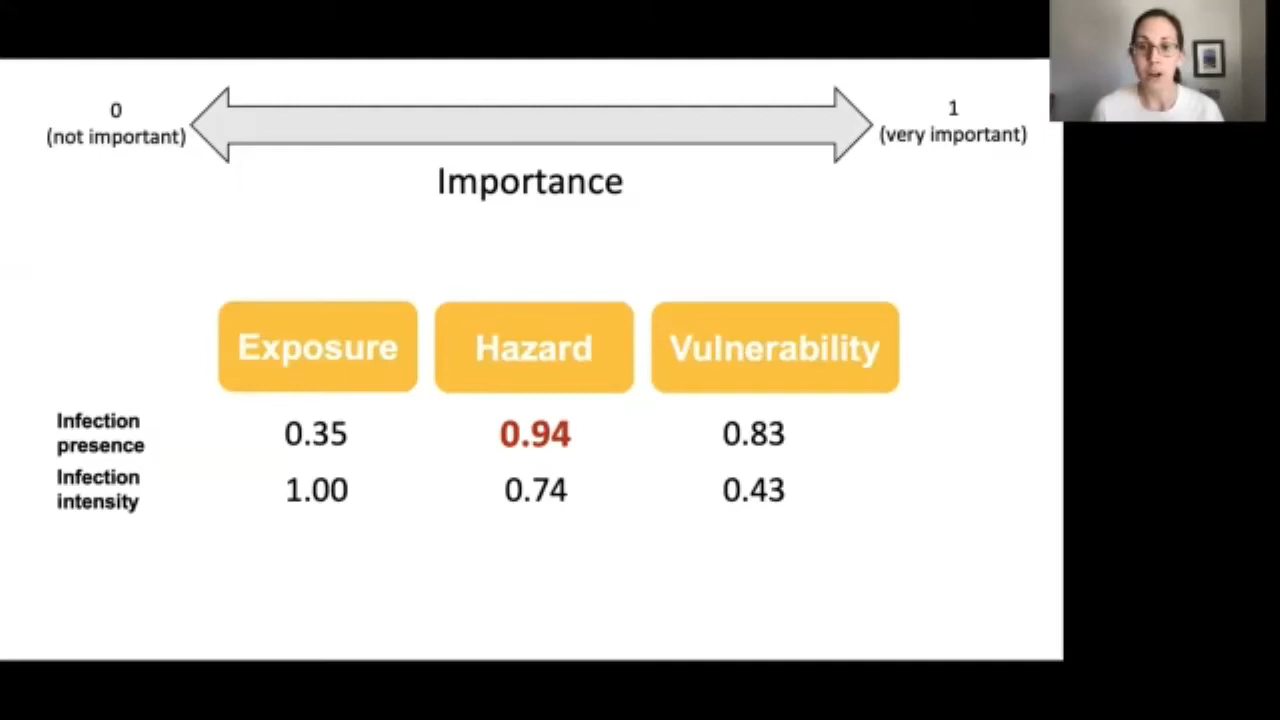 0
(not important)
1
(very important)
Importance
Exposure
Hazard
Vulnerability
Infection
presence
0.35
0.94
0.83
Infection
intensity
1.00
0.74
0.43